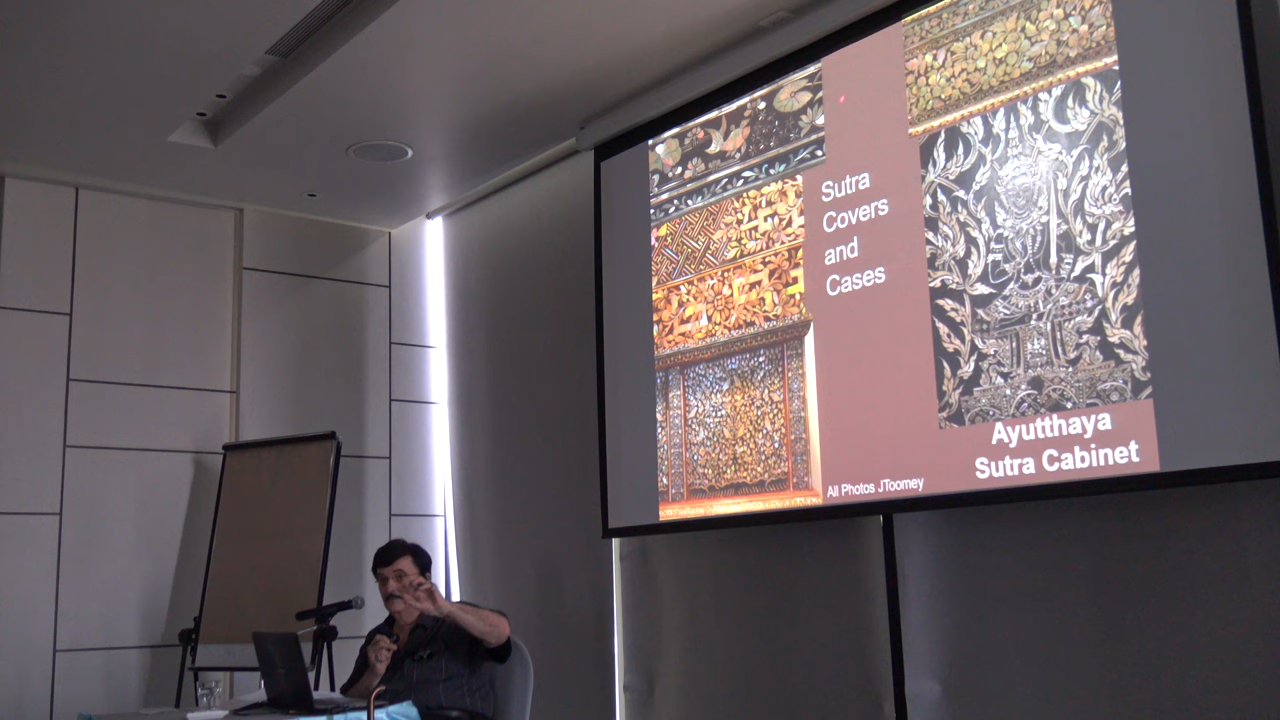 Sutra
Covers
and
Cases
Ayutthaya
Sutra Cabinet
All Photos JToomey